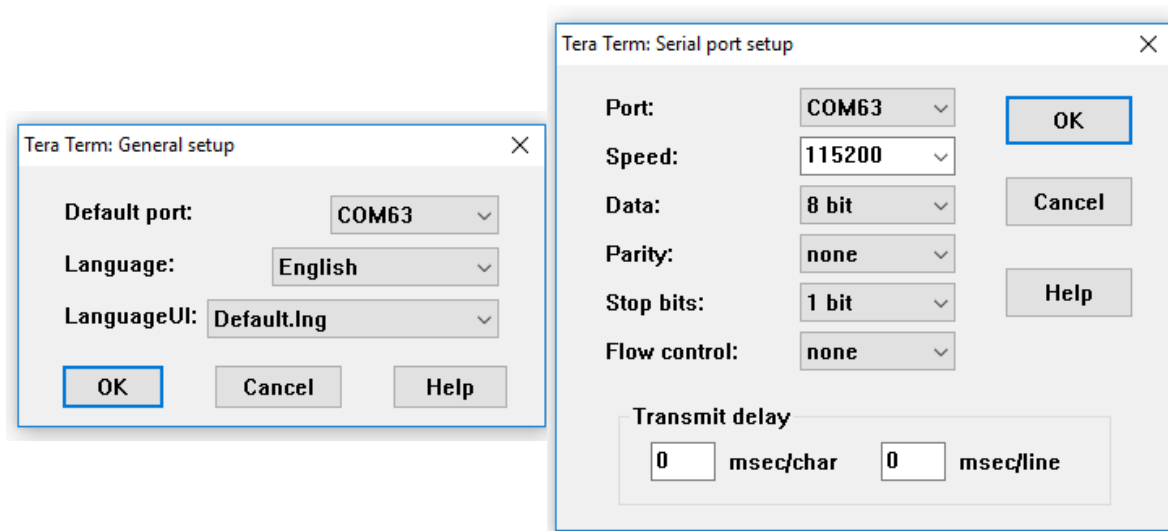 Tera Term: General setup
Default port: COM63
Language: English
LanguageUI: Default.lng
OK Cancel Help
Tera Term: Serial port setup
Port: COM63 OK
Speed: 115200
Data: 8 bit Cancel
Parity: none
Stop bits: 1 bit Help
Flow control: none
Transmit delay
0 msec/char 0 msec/line